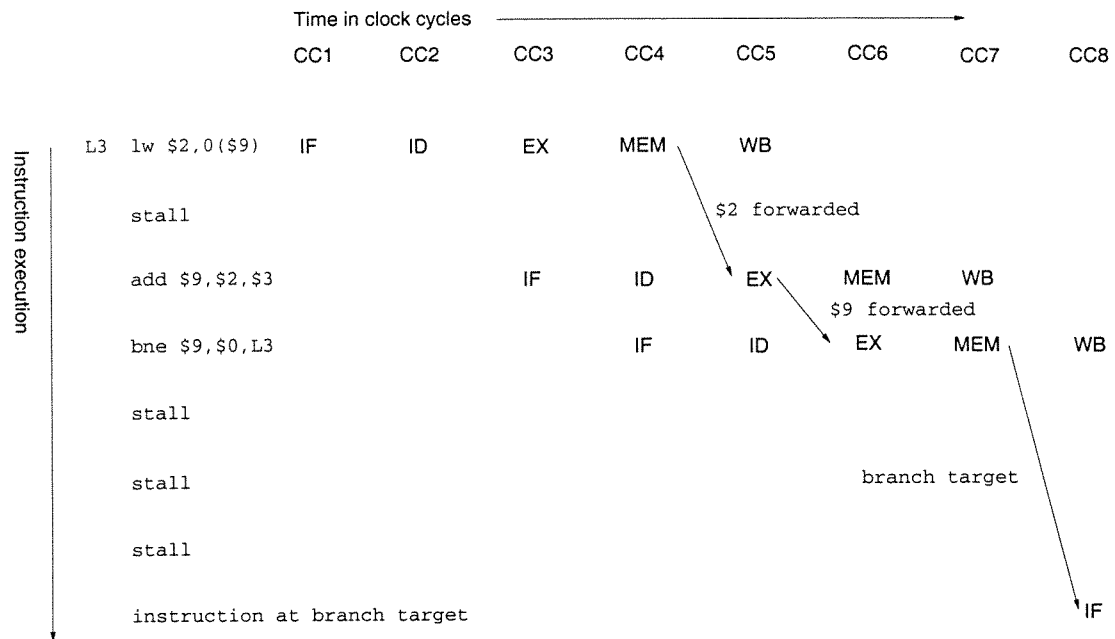 Time in clock cycles
CC1 CC2 CC3 CC4 CC5 CC6 CC7 CC8
Instruction execution
L3 lw $2,0($9) IF ID EX MEM WB
stall $2 forwarded
add $9,$2,$3 IF ID EX MEM WB
$9 forwarded
bne $9,$0,L3 IF ID EX MEM WB
stall
stall branch target
stall
instruction at branch target IF